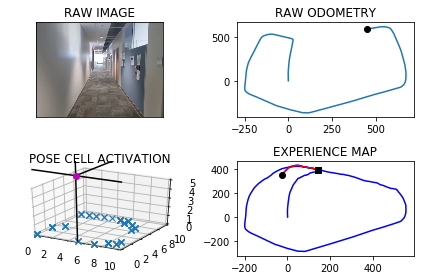 RAW IMAGE
RAW ODOMETRY
500
0
-250 0 250 500
POSE CELL ACTIVATION
5
4
3
2
1
0
0 2 4 6 8 10
0 2 4 6 8 10
EXPERIENCE MAP
400
200
0
-200
-200 0 200 400